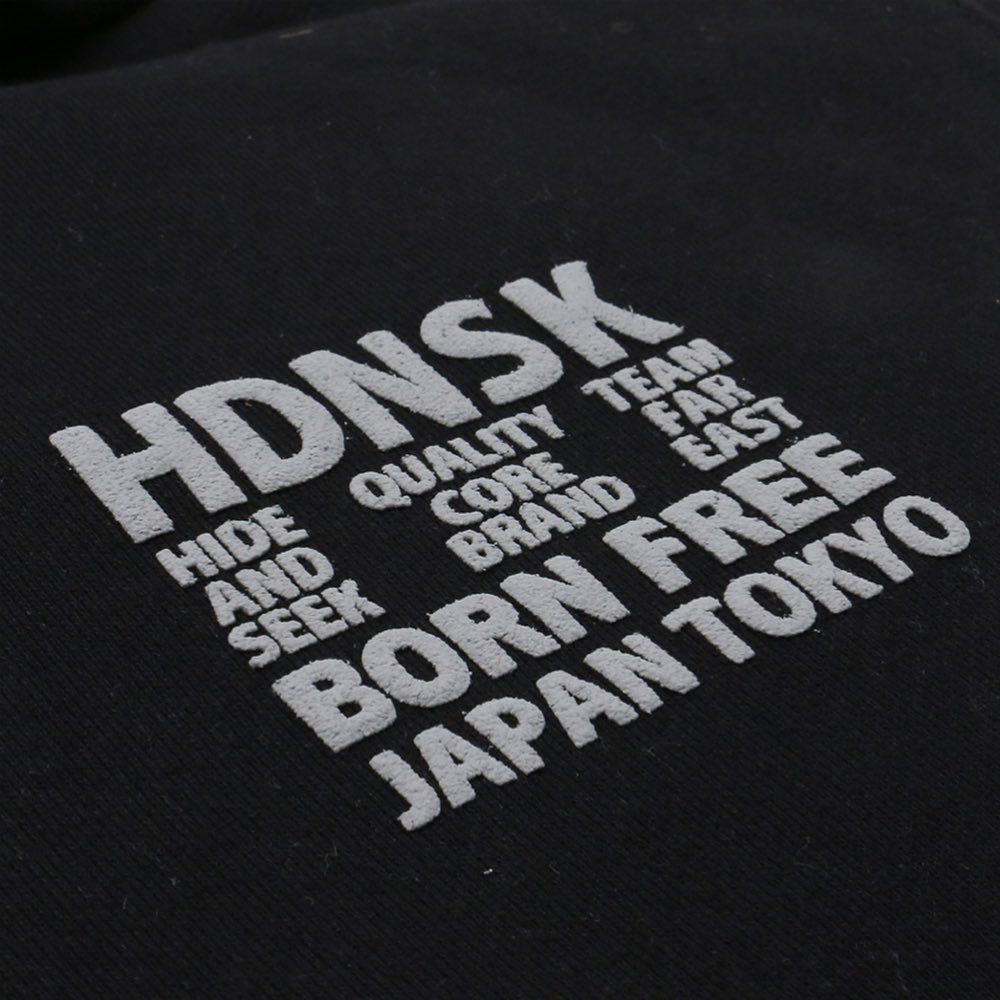 HDNSK
HIDE
AND
SEEK
QUALITY
CORE
BRAND
TEAM
FAR
EAST
BORN FREE
JAPAN TOKYO